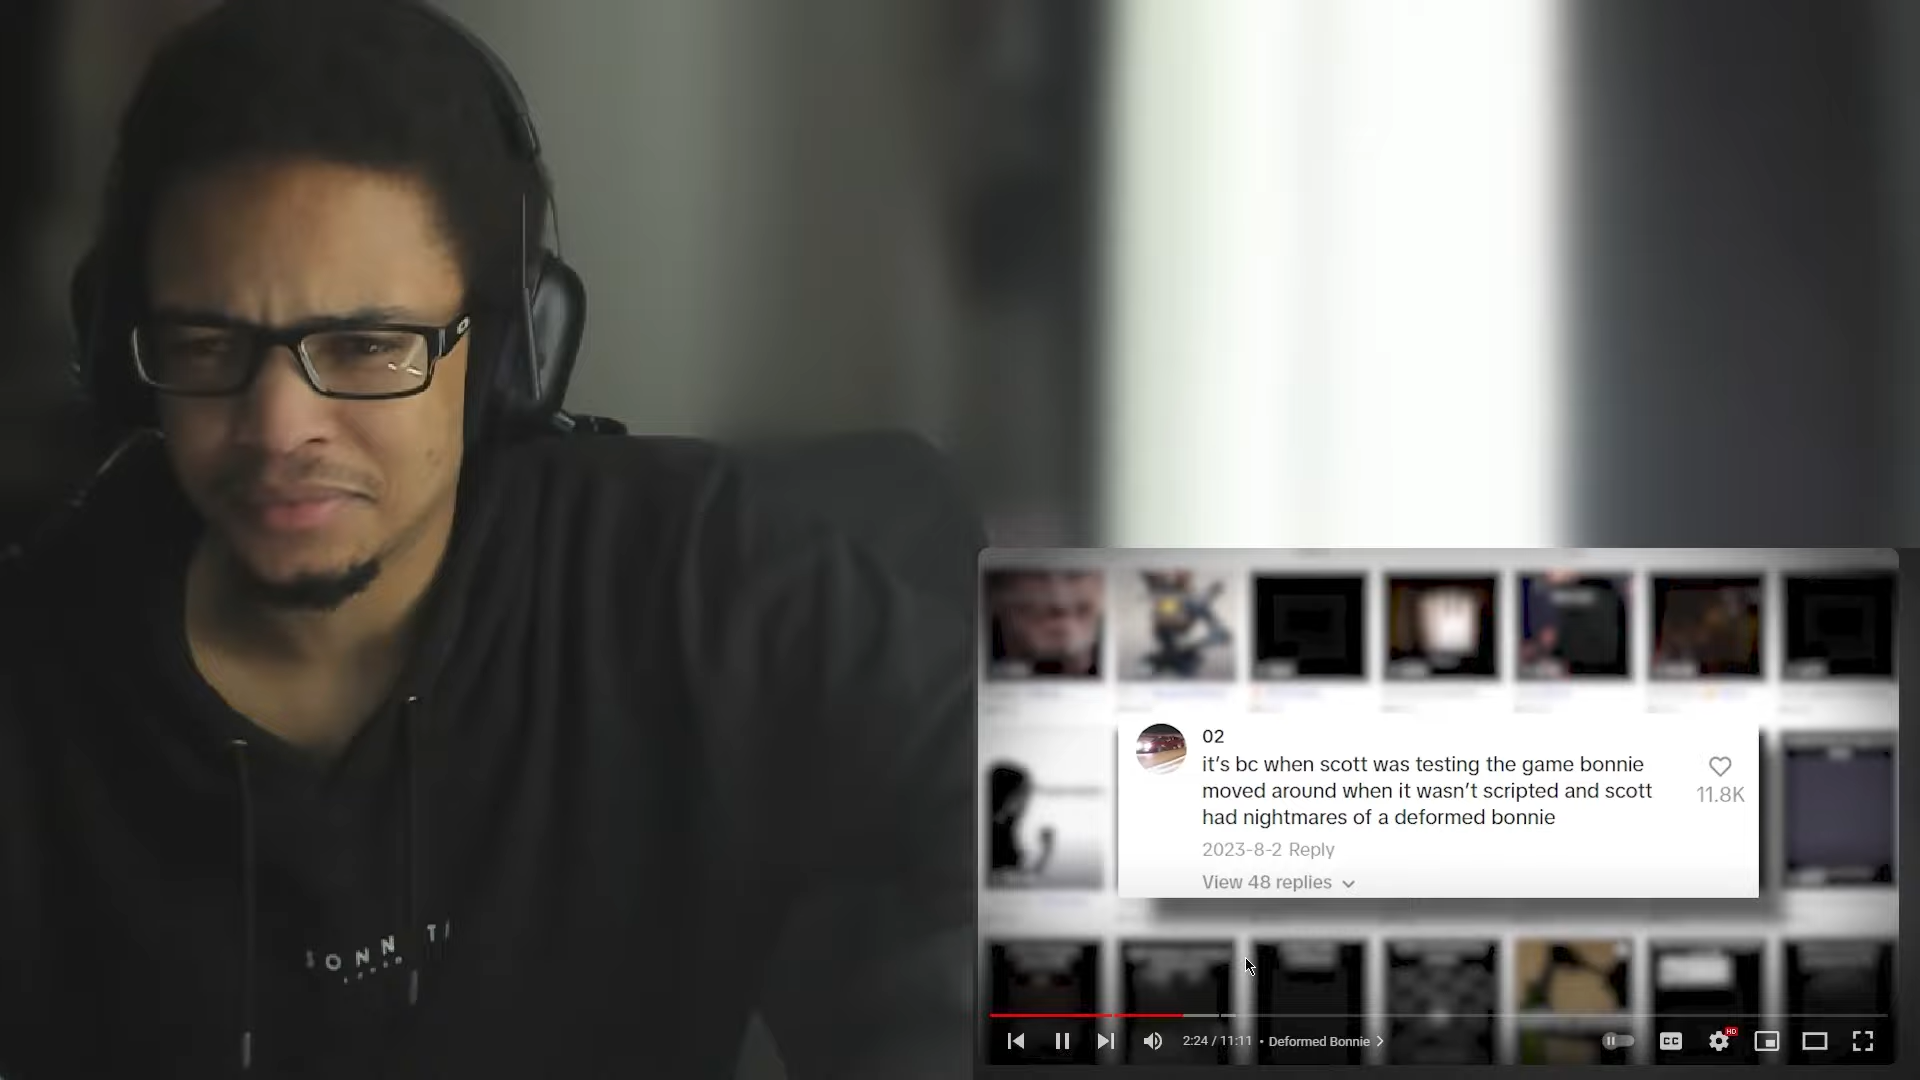 02
it’s bc when scott was testing the game bonnie
moved around when it wasn’t scripted and scott
had nightmares of a deformed bonnie
11.8K
2023-8-2 Reply
View 48 replies
HD
CC
2:24 / 11:11 • Deformed Bonnie